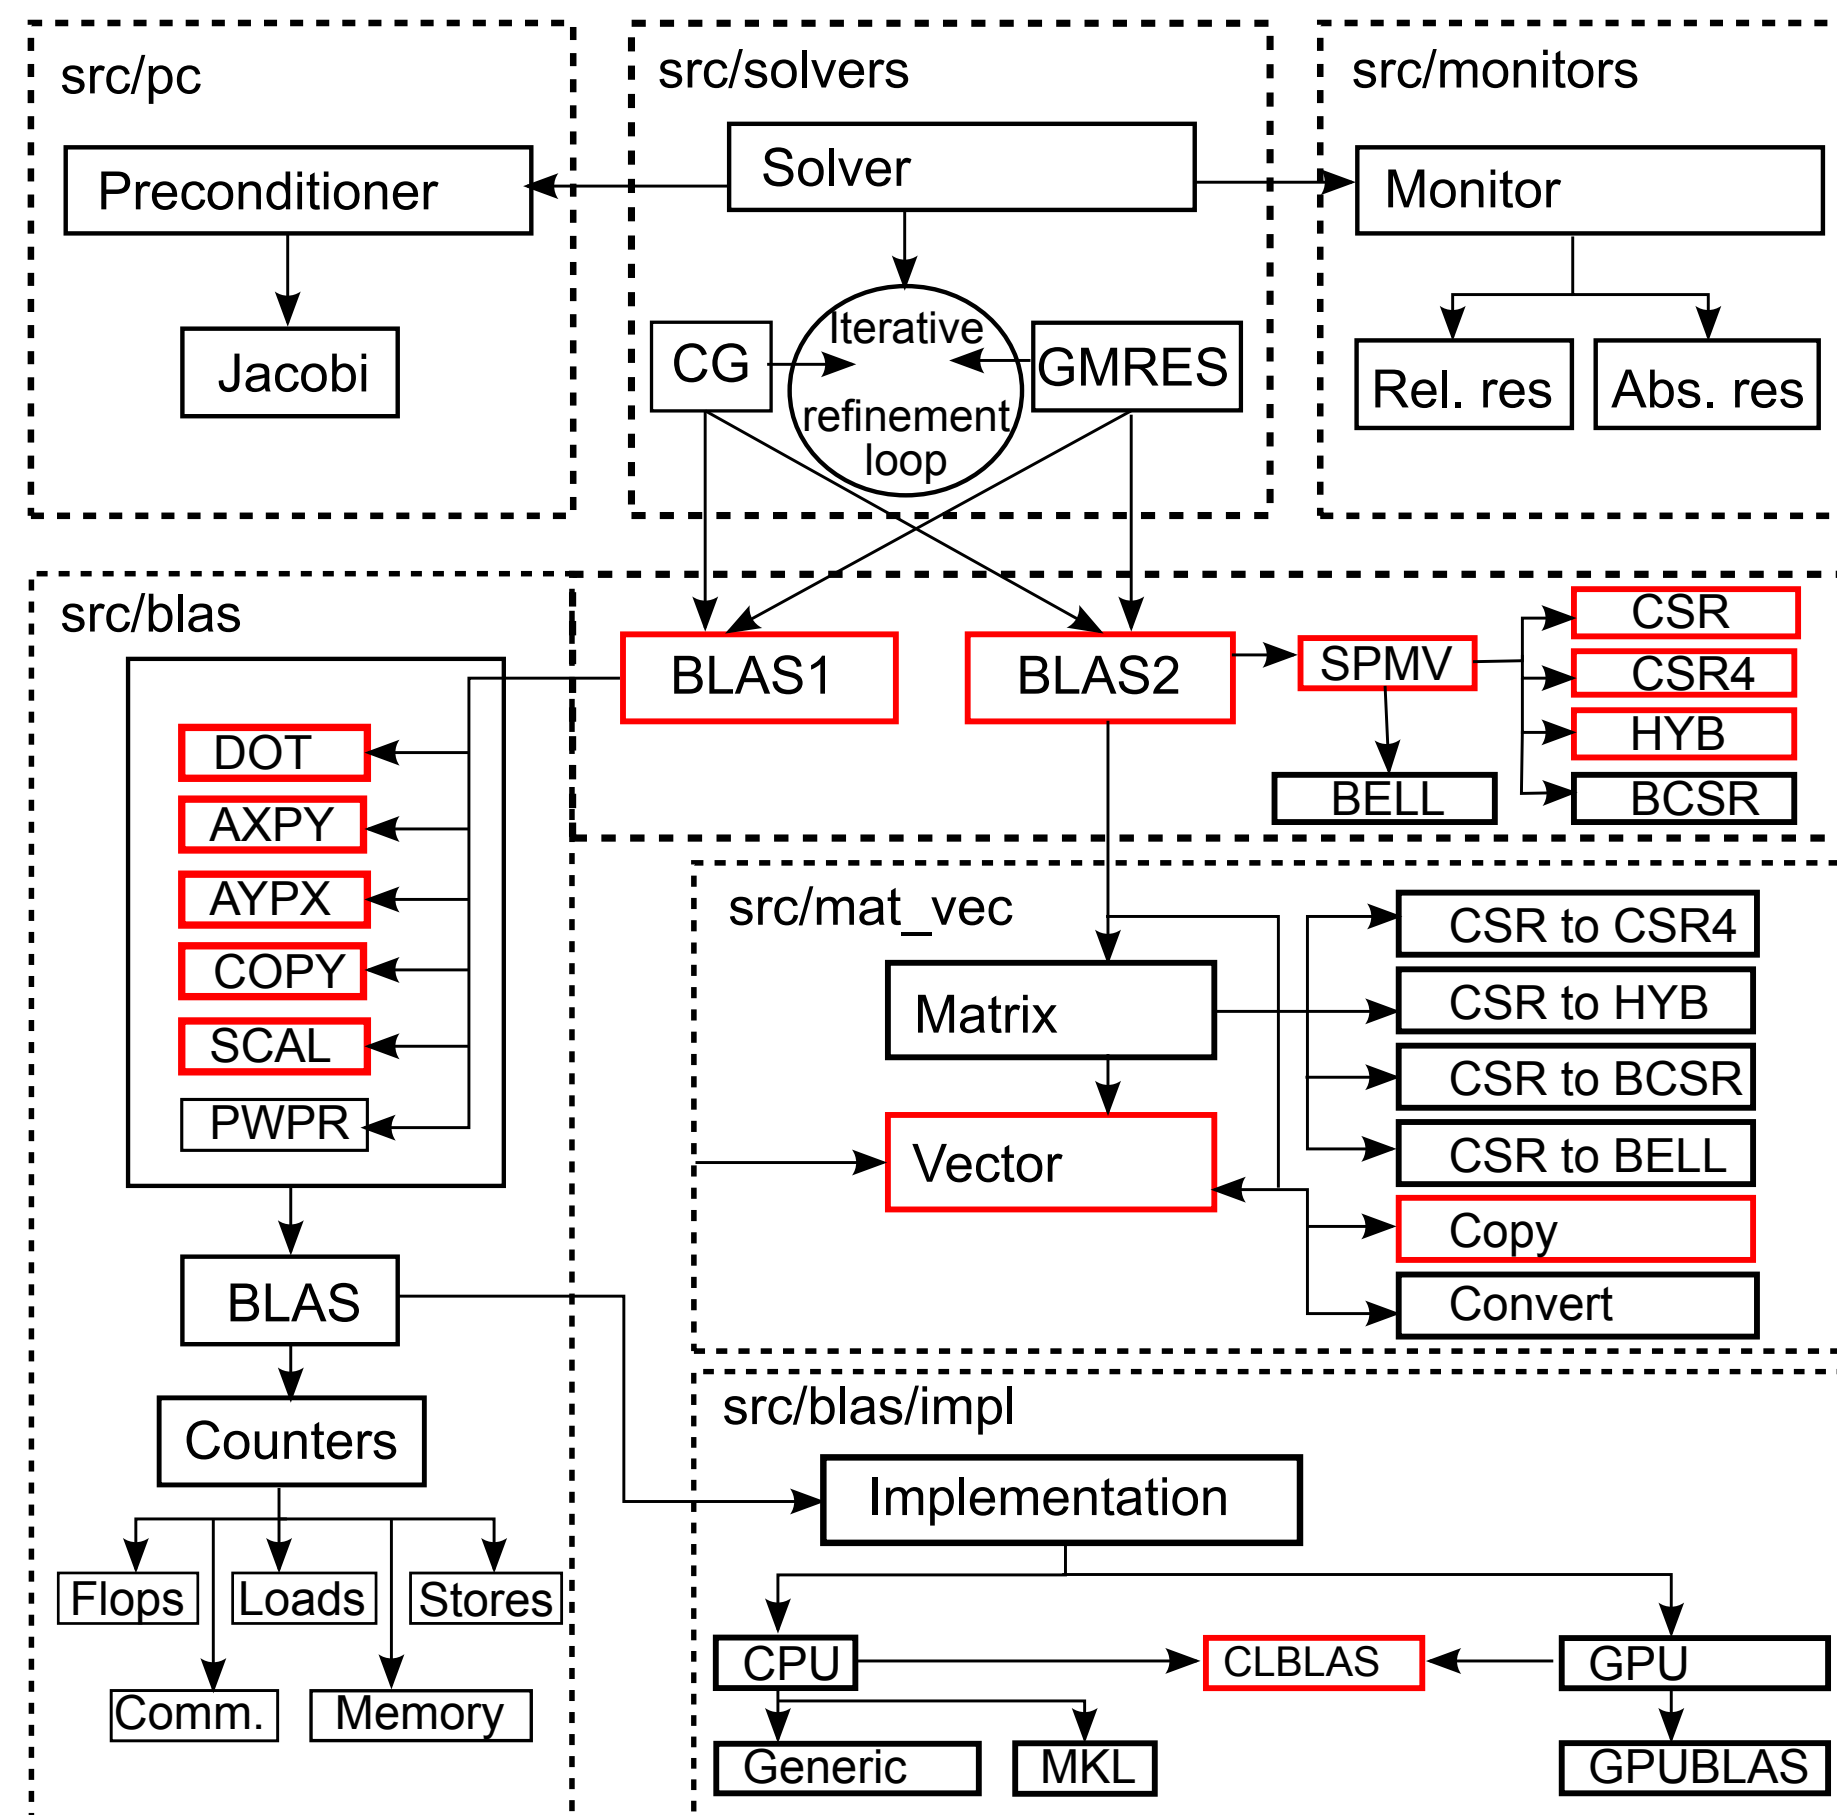 src/pc
Preconditioner
Jacobi
src/solvers
Solver
Iterative
refinement
loop
CG
GMRES
src/monitors
Monitor
Rel. res
Abs. res
src/blas
BLAS1
BLAS2
SPMV
CSR
CSR4
HYB
BCSR
BELL
DOT
AXPY
AYPX
COPY
SCAL
PWPR
BLAS
Counters
Flops
Loads
Stores
Comm.
Memory
src/mat_vec
Matrix
Vector
CSR to CSR4
CSR to HYB
CSR to BCSR
CSR to BELL
Copy
Convert
src/blas/impl
Implementation
CPU
CLBLAS
GPU
Generic
MKL
GPUBLAS